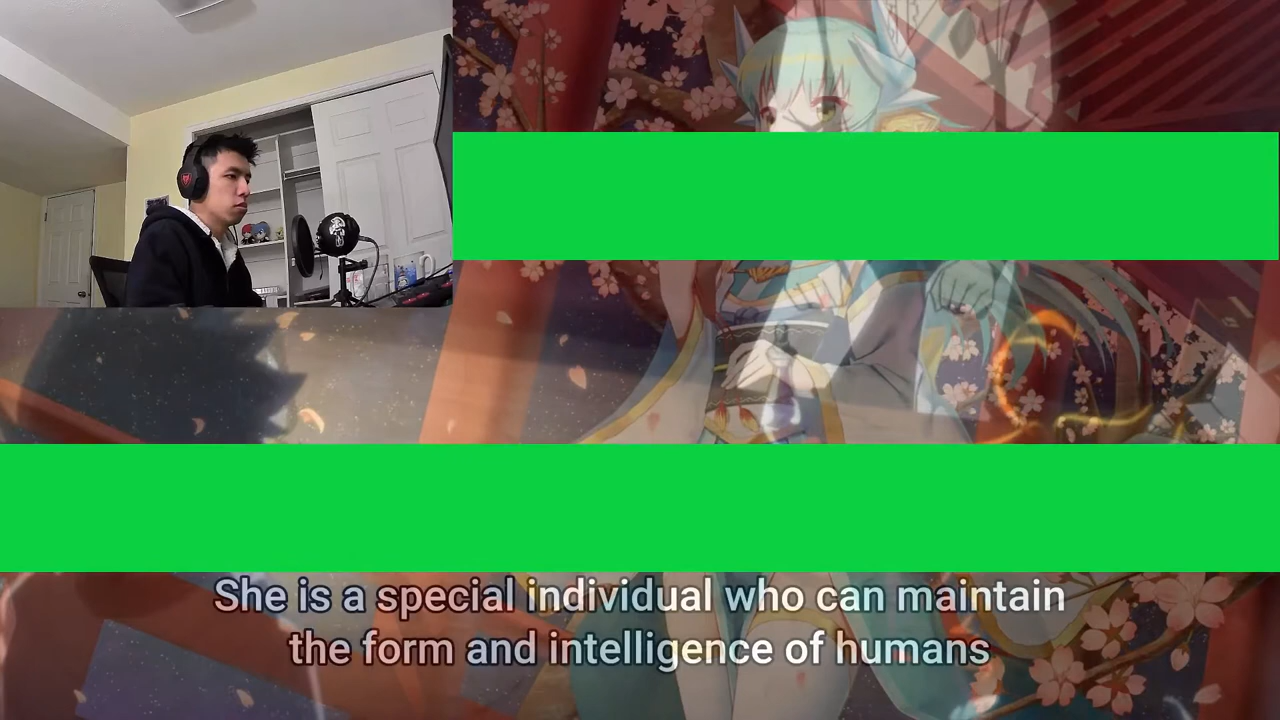 She is a special individual who can maintain
the form and intelligence of humans